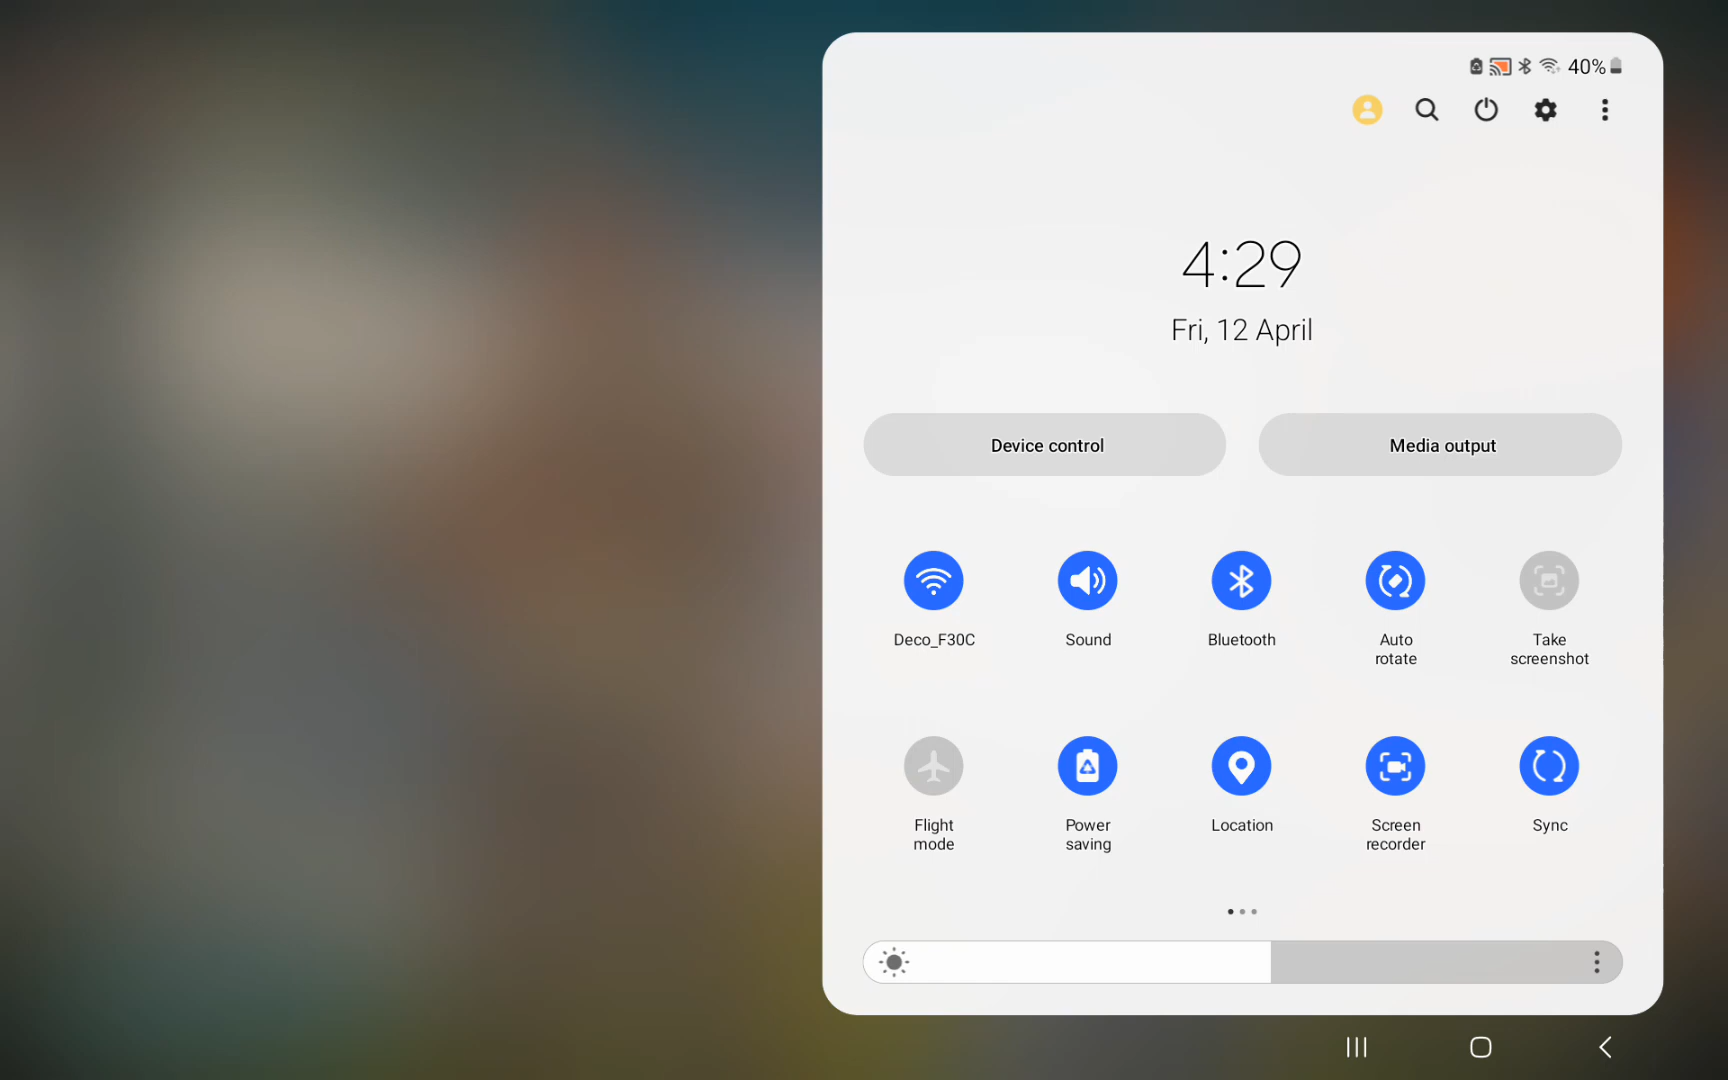 40%
4:29
Fri, 12 April
Device control
Media output
Deco_F30C
Sound
Bluetooth
Auto
rotate
Take
screenshot
Flight
mode
Power
saving
Location
Screen
recorder
Sync